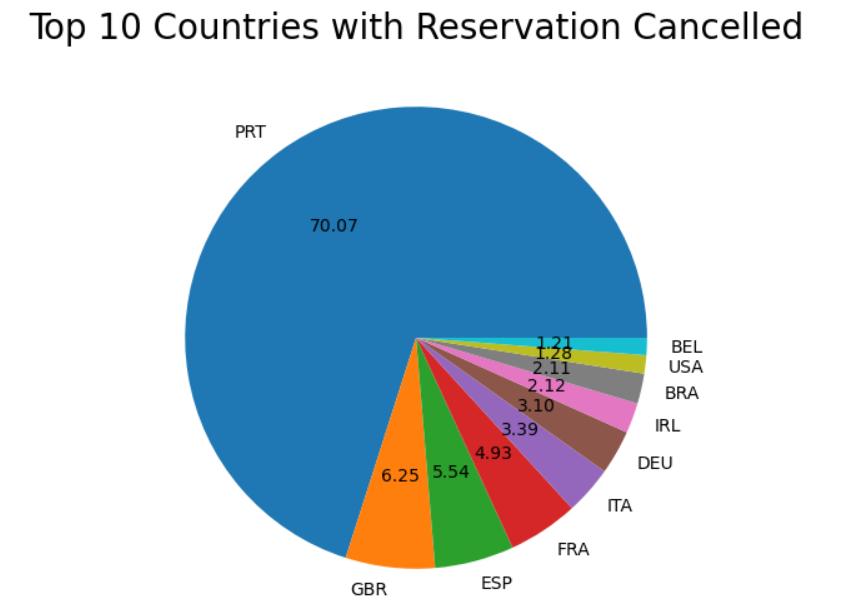 Top 10 Countries with Reservation Cancelled
PRT
70.07
1.21
BEL
1.28
USA
2.11
BRA
2.12
IRL
3.10
DEU
3.39
ITA
4.93
FRA
5.54
ESP
6.25
GBR